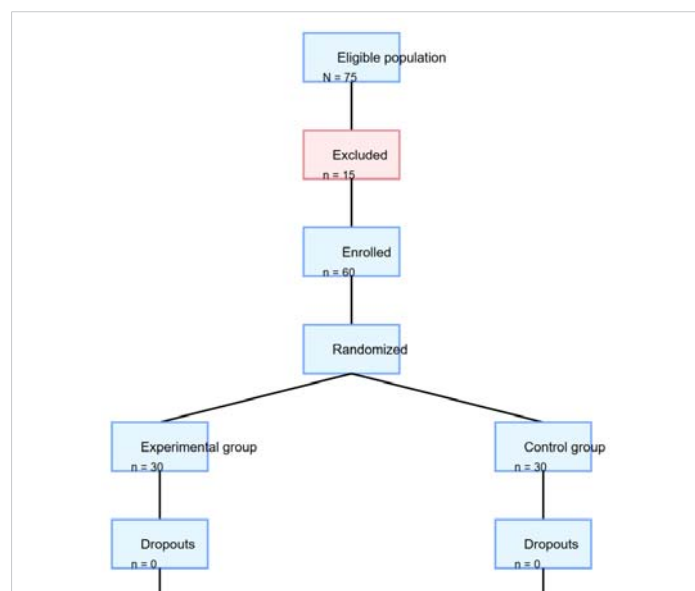 Eligible population
N = 75
Excluded
n = 15
Enrolled
n = 60
Randomized
Experimental group
n = 30
Control group
n = 30
Dropouts
n = 0
Dropouts
n = 0